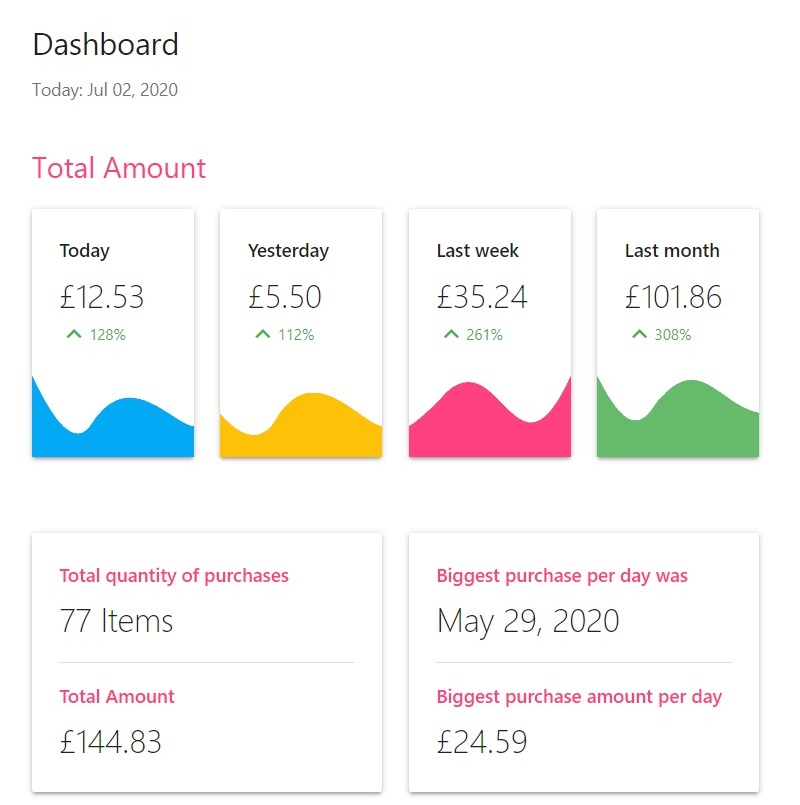 Dashboard
Today: Jul 02, 2020
Total Amount
Today
£12.53
128%
Yesterday
£5.50
112%
Last week
£35.24
261%
Last month
£101.86
308%
Total quantity of purchases
77 Items
Total Amount
£144.83
Biggest purchase per day was
May 29, 2020
Biggest purchase amount per day
£24.59